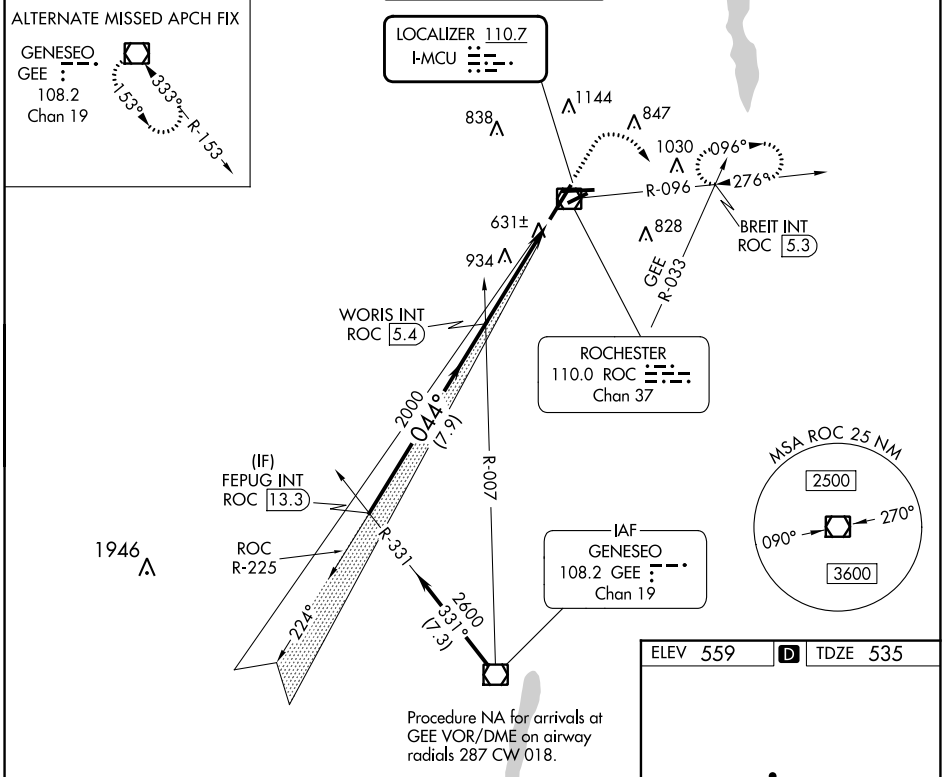 ALTERNATE MISSED APCH FIX
GENESEO
GEE
108.2
Chan 19
153°
333°
R-153
LOCALIZER 110.7
I-MCU
838
1144
847
1030
096°
R-096
276°
631±
934
828
GEE
R-033
BREIT INT
ROC 5.3
WORIS INT
ROC 5.4
ROCHESTER
110.0 ROC
Chan 37
2000
044°
(7.9)
R-007
MSA ROC 25 NM
2500
090°
270°
3600
(IF)
FEPUG INT
ROC 13.3
R-331
ROC
R-225
1946
224°
2600
331°
(7.3)
IAF
GENESEO
108.2 GEE
Chan 19
Procedure NA for arrivals at
GEE VOR/DME on airway
radials 287 CW 018.
ELEV 559 D TDZE 535